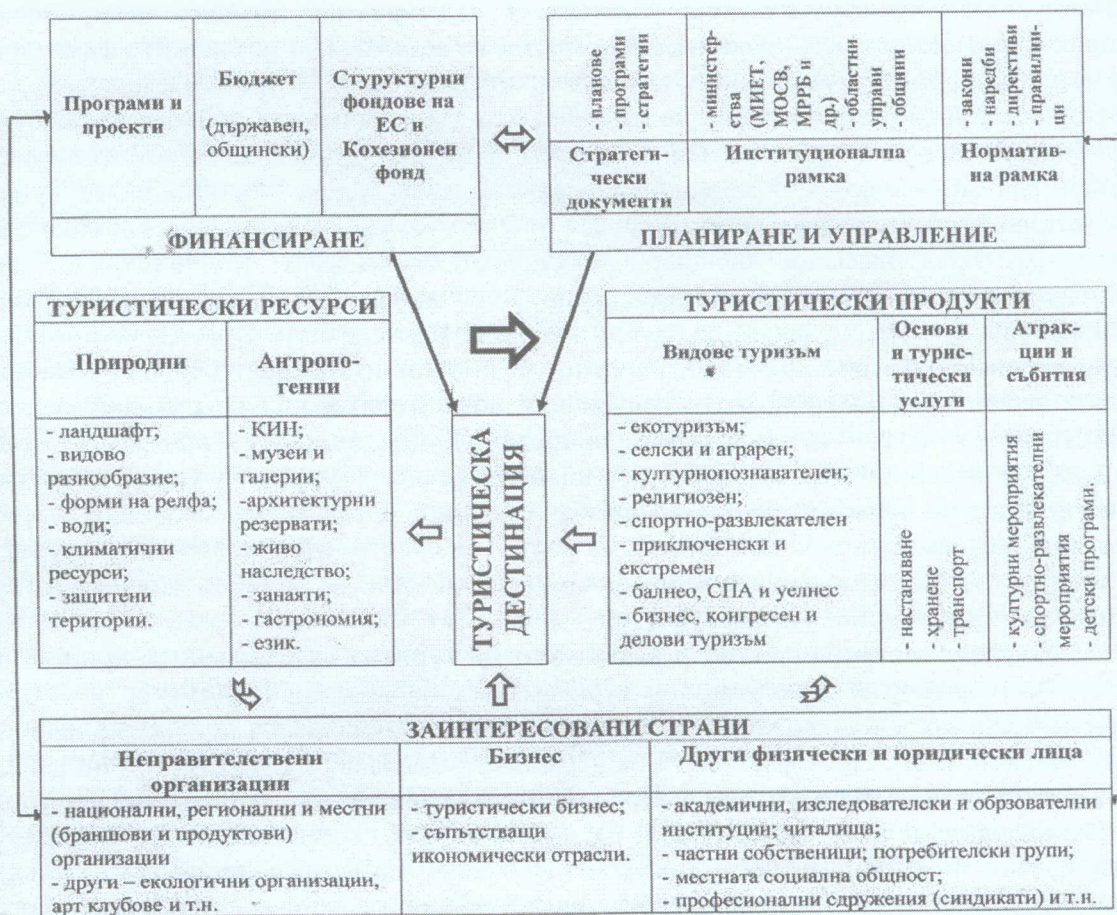 Програми и
проекти
Бюджет
(държавен,
общински)
Стуруктурни
фондове на
ЕС и
Кохезионен
фонд
ФИНАНСИРАНЕ
- планове
- програми
- стратегии
- министер-
ства
(МИЕТ,
МОСВ,
МРРБ и
др.)
- областни
управи
- общини
- закони
- наредби
- директиви
-правилни-
ци
Стратеги-
чески
документи
Институционална
рамка
Норматив-
на рамка
ПЛАНИРАНЕ И УПРАВЛЕНИЕ
ТУРИСТИЧЕСКИ РЕСУРСИ
Природни
Антропо-
генни
- ландшафт;
- видово
разнообразие;
- форми на релфа;
- води;
- климатични
ресурси;
- защитени
територии.
- КИН;
- музеи и
галерии;
-архитектурни
резервати;
- живо
наследство;
- занаяти;
- гастрономия;
- език.
ТУРИСТИЧЕСКА
ДЕСТИНАЦИЯ
ТУРИСТИЧЕСКИ ПРОДУКТИ
Видове туризъм
Основн
и турис-
тически
услуги
Атрак-
ции и
събития
- екотуризъм;
- селски и аграрен;
- културнопознавателен;
- религиозен;
- спортно-развлекателен
- приключенски и
екстремен
- балнео, СПА и уелнес
- бизнес, конгресен и
делови туризъм
настаняване
- хранене
транспорт
културни мероприятия
спортно-развлекателни
мероприятия
детски програми.
ЗАИНТЕРЕСОВАНИ СТРАНИ
Неправителствени
организации
Бизнес
Други физически и юридически лица
- национални, регионални и местни
(браншови и продуктови)
организации
- други – екологични организации,
арт клубове и т.н.
- туристически бизнес;
- съпътстващи
икономически отрасли.
- академични, изследователски и обрзователни
институции; читалища;
- частни собственици; потребителски групи;
- местната социална общност;
- професионални сдружения (синдикати) и т.н.